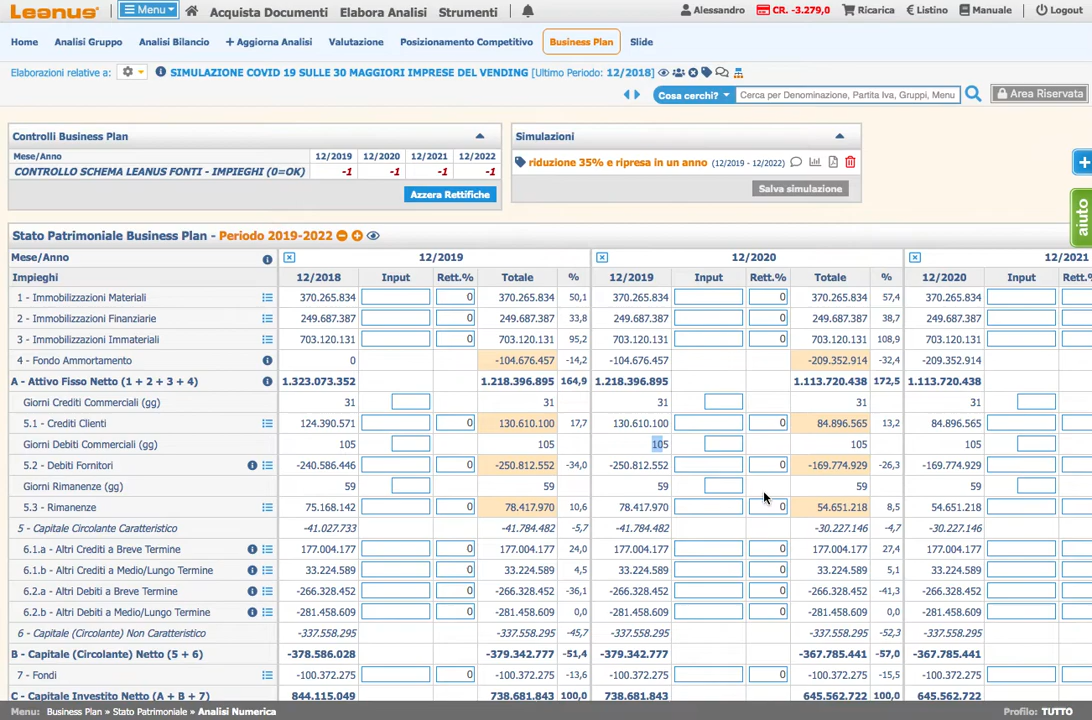 Leanus Menu Acquista Documenti Elabora Analisi Strumenti Alessandro CR. -3.279,0 Ricarica € Listino Manuale Logout
Home Analisi Gruppo Analisi Bilancio + Aggiorna Analisi Valutazione Posizionamento Competitivo Business Plan Slide
Elaborazioni relative a: SIMULAZIONE COVID 19 SULLE 30 MAGGIORI IMPRESE DEL VENDING [Ultimo Periodo: 12/2018]
Cosa cerchi? Cerca per Denominazione, Partita Iva, Gruppi, Menu Area Riservata
Controlli Business Plan Simulazioni
Mese/Anno 12/2019 12/2020 12/2021 12/2022 riduzione 35% e ripresa in un anno (12/2019 - 12/2022)
CONTROLLO SCHEMA LEANUS FONTI - IMPIEGHI (0=OK) -1 -1 -1 -1
Azzera Rettifiche Salva simulazione
aiuto
Stato Patrimoniale Business Plan - Periodo 2019-2022
Mese/Anno 12/2019 12/2020 12/2021
Impieghi 12/2018 Input Rett.% Totale % 12/2019 Input Rett.% Totale % 12/2020 Input
1 - Immobilizzazioni Materiali 370.265.834 0 370.265.834 50,1 370.265.834 0 370.265.834 57,4 370.265.834
2 - Immobilizzazioni Finanziarie 249.687.387 0 249.687.387 33,8 249.687.387 0 249.687.387 38,7 249.687.387
3 - Immobilizzazioni Immateriali 703.120.131 0 703.120.131 95,2 703.120.131 0 703.120.131 108,9 703.120.131
4 - Fondo Ammortamento 0 -104.676.457 -14,2 -104.676.457 -209.352.914 -32,4 -209.352.914
A - Attivo Fisso Netto (1 + 2 + 3 + 4) 1.323.073.352 1.218.396.895 164,9 1.218.396.895 1.113.720.438 172,5 1.113.720.438
Giorni Crediti Commerciali (gg) 31 31 31 31 31
5.1 - Crediti Clienti 124.390.571 0 130.610.100 17,7 130.610.100 0 84.896.565 13,2 84.896.565
Giorni Debiti Commerciali (gg) 105 105 105 105 105
5.2 - Debiti Fornitori -240.586.446 0 -250.812.552 -34,0 -250.812.552 0 -169.774.929 -26,3 -169.774.929
Giorni Rimanenze (gg) 59 59 59 59 59
5.3 - Rimanenze 75.168.142 0 78.417.970 10,6 78.417.970 0 54.651.218 8,5 54.651.218
5 - Capitale Circolante Caratteristico -41.027.733 -41.784.482 -5,7 -41.784.482 -30.227.146 -4,7 -30.227.146
6.1.a - Altri Crediti a Breve Termine 177.004.177 0 177.004.177 24,0 177.004.177 0 177.004.177 27,4 177.004.177
6.1.b - Altri Crediti a Medio/Lungo Termine 33.224.589 0 33.224.589 4,5 33.224.589 0 33.224.589 5,1 33.224.589
6.2.a - Altri Debiti a Breve Termine -266.328.452 0 -266.328.452 -36,1 -266.328.452 0 -266.328.452 -41,3 -266.328.452
6.2.b - Altri Debiti a Medio/Lungo Termine -281.458.609 0 -281.458.609 0,0 -281.458.609 0 -281.458.609 0,0 -281.458.609
6 - Capitale (Circolante) Non Caratteristico -337.558.295 -337.558.295 -45,7 -337.558.295 -337.558.295 -52,3 -337.558.295
B - Capitale (Circolante) Netto (5 + 6) -378.586.028 -379.342.777 -51,4 -379.342.777 -367.785.441 -57,0 -367.785.441
7 - Fondi -100.372.275 0 -100.372.275 -13,6 -100.372.275 0 -100.372.275 -15,5 -100.372.275
C - Capitale Investito Netto (A + B + 7) 844.115.049 738.681.843 100,0 738.681.843 645.562.722 100,0 645.562.722
Menu: Business Plan » Stato Patrimoniale » Analisi Numerica Profilo: TUTTO